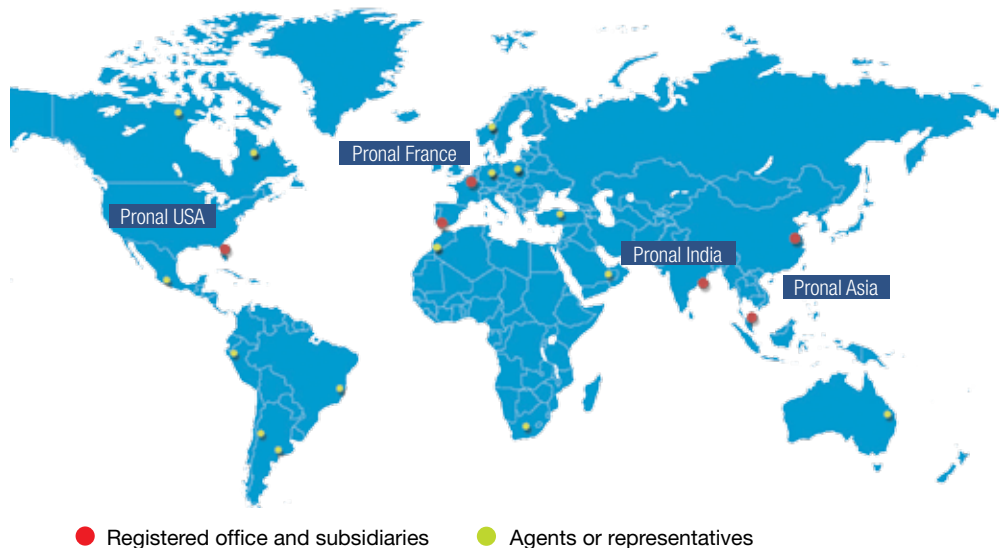 Pronal France
Pronal USA
Pronal India
Pronal Asia
Registered office and subsidiaries
Agents or representatives